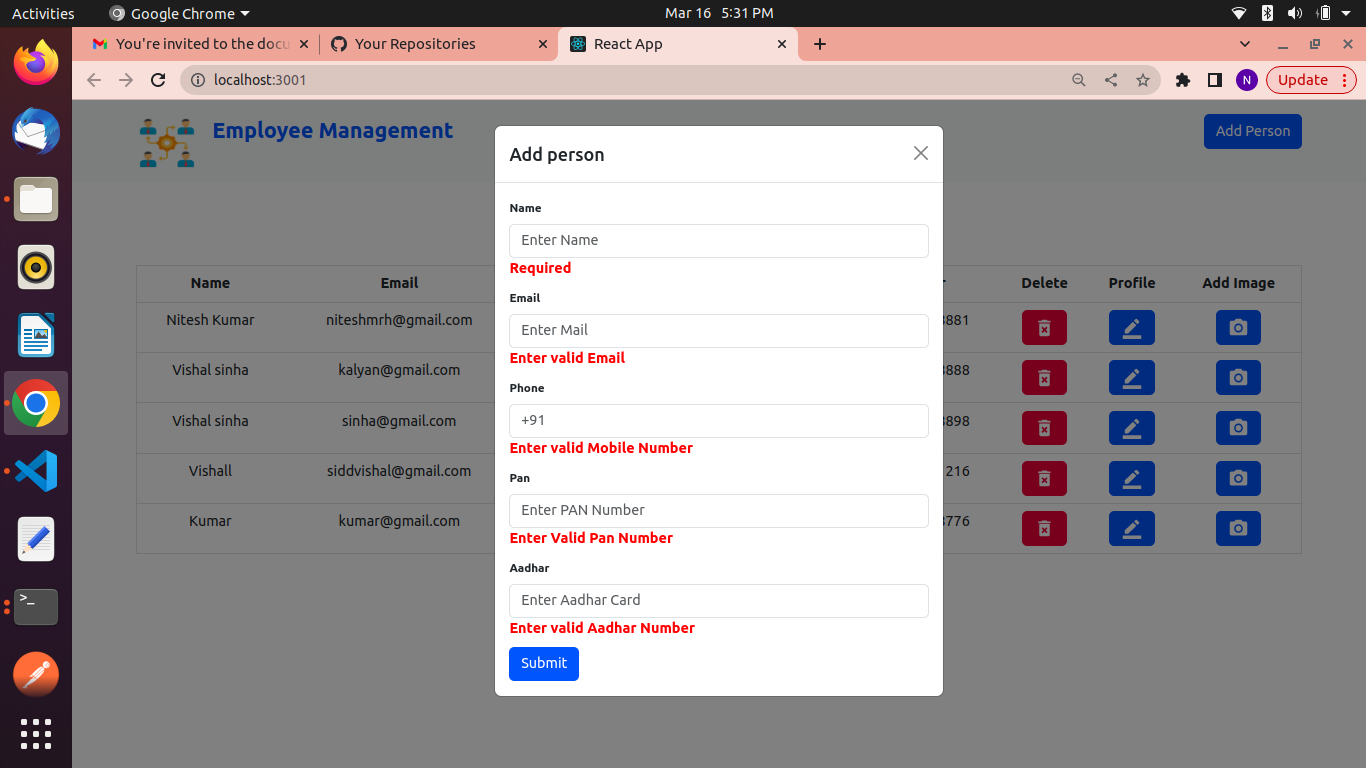 Activities Google Chrome Mar 16 5:31 PM
You're invited to the docu Your Repositories React App
localhost:3001 N Update
Employee Management Add Person
Add person
Name
Enter Name
Required
Email
Enter Mail
Enter valid Email
Phone
+91
Enter valid Mobile Number
Pan
Enter PAN Number
Enter Valid Pan Number
Aadhar
Enter Aadhar Card
Enter valid Aadhar Number
Submit
Name Email Delete Profile Add Image
Nitesh Kumar niteshmrh@gmail.com 881
Vishal sinha kalyan@gmail.com 888
Vishal sinha sinha@gmail.com 898
Vishall siddvishal@gmail.com 216
Kumar kumar@gmail.com 776
>_